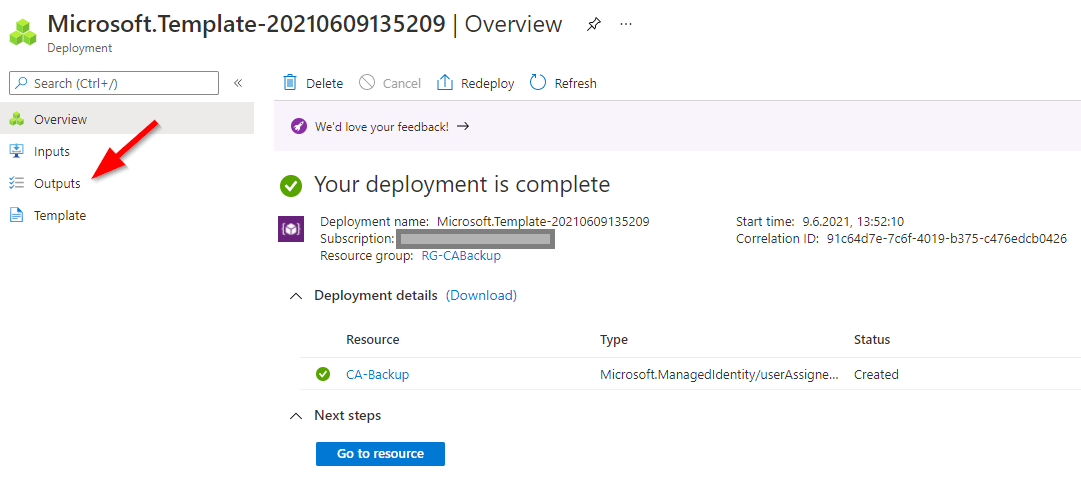 Microsoft.Template-20210609135209 | Overview
Deployment
Search (Ctrl+/)
Overview
Inputs
Outputs
Template
Delete Cancel Redeploy Refresh
We'd love your feedback!
Your deployment is complete
Deployment name: Microsoft.Template-20210609135209
Subscription:
Resource group: RG-CABackup
Start time: 9.6.2021, 13:52:10
Correlation ID: 91c64d7e-7c6f-4019-b375-c476edcb0426
Deployment details (Download)
Resource Type Status
CA-Backup Microsoft.ManagedIdentity/userAssigne... Created
Next steps
Go to resource